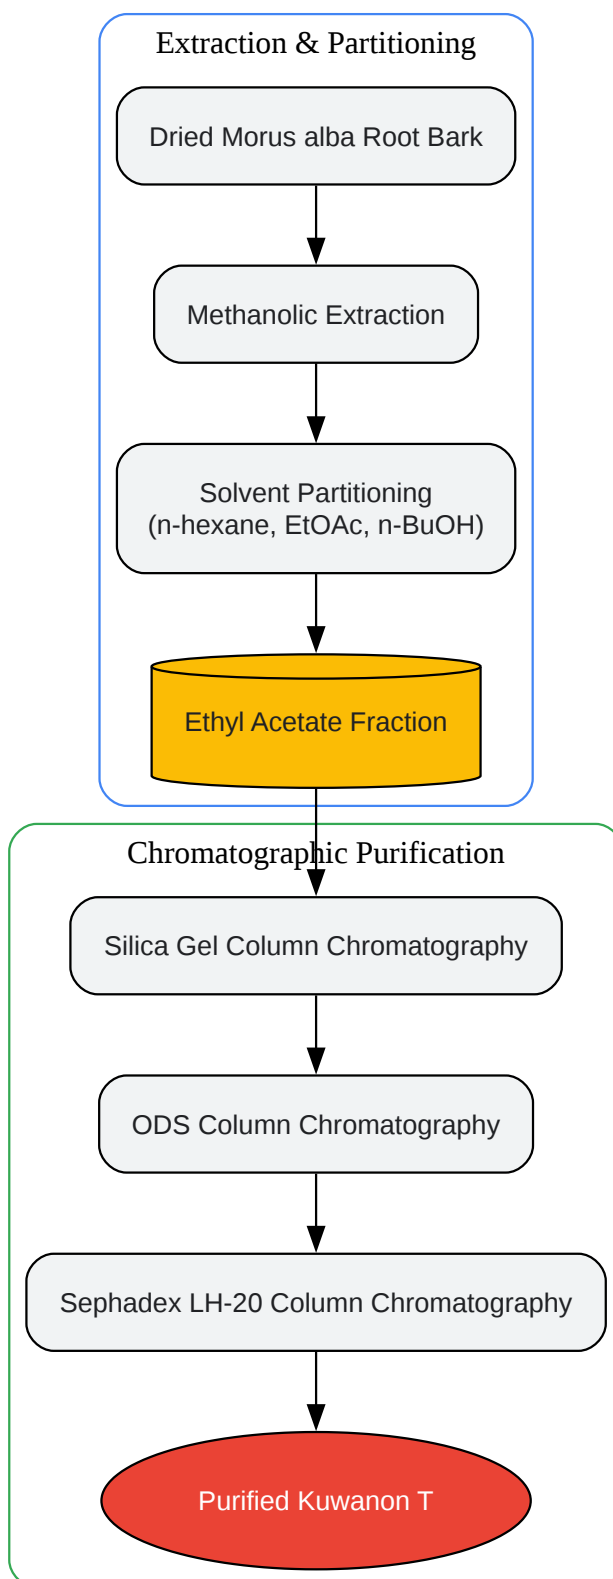 Extraction & Partitioning
Dried Morus alba Root Bark
Methanolic Extraction
Solvent Partitioning
(n-hexane, EtOAc, n-BuOH)
Ethyl Acetate Fraction
Chromatographic Purification
Silica Gel Column Chromatography
ODS Column Chromatography
Sephadex LH-20 Column Chromatography
Purified Kuwanon T